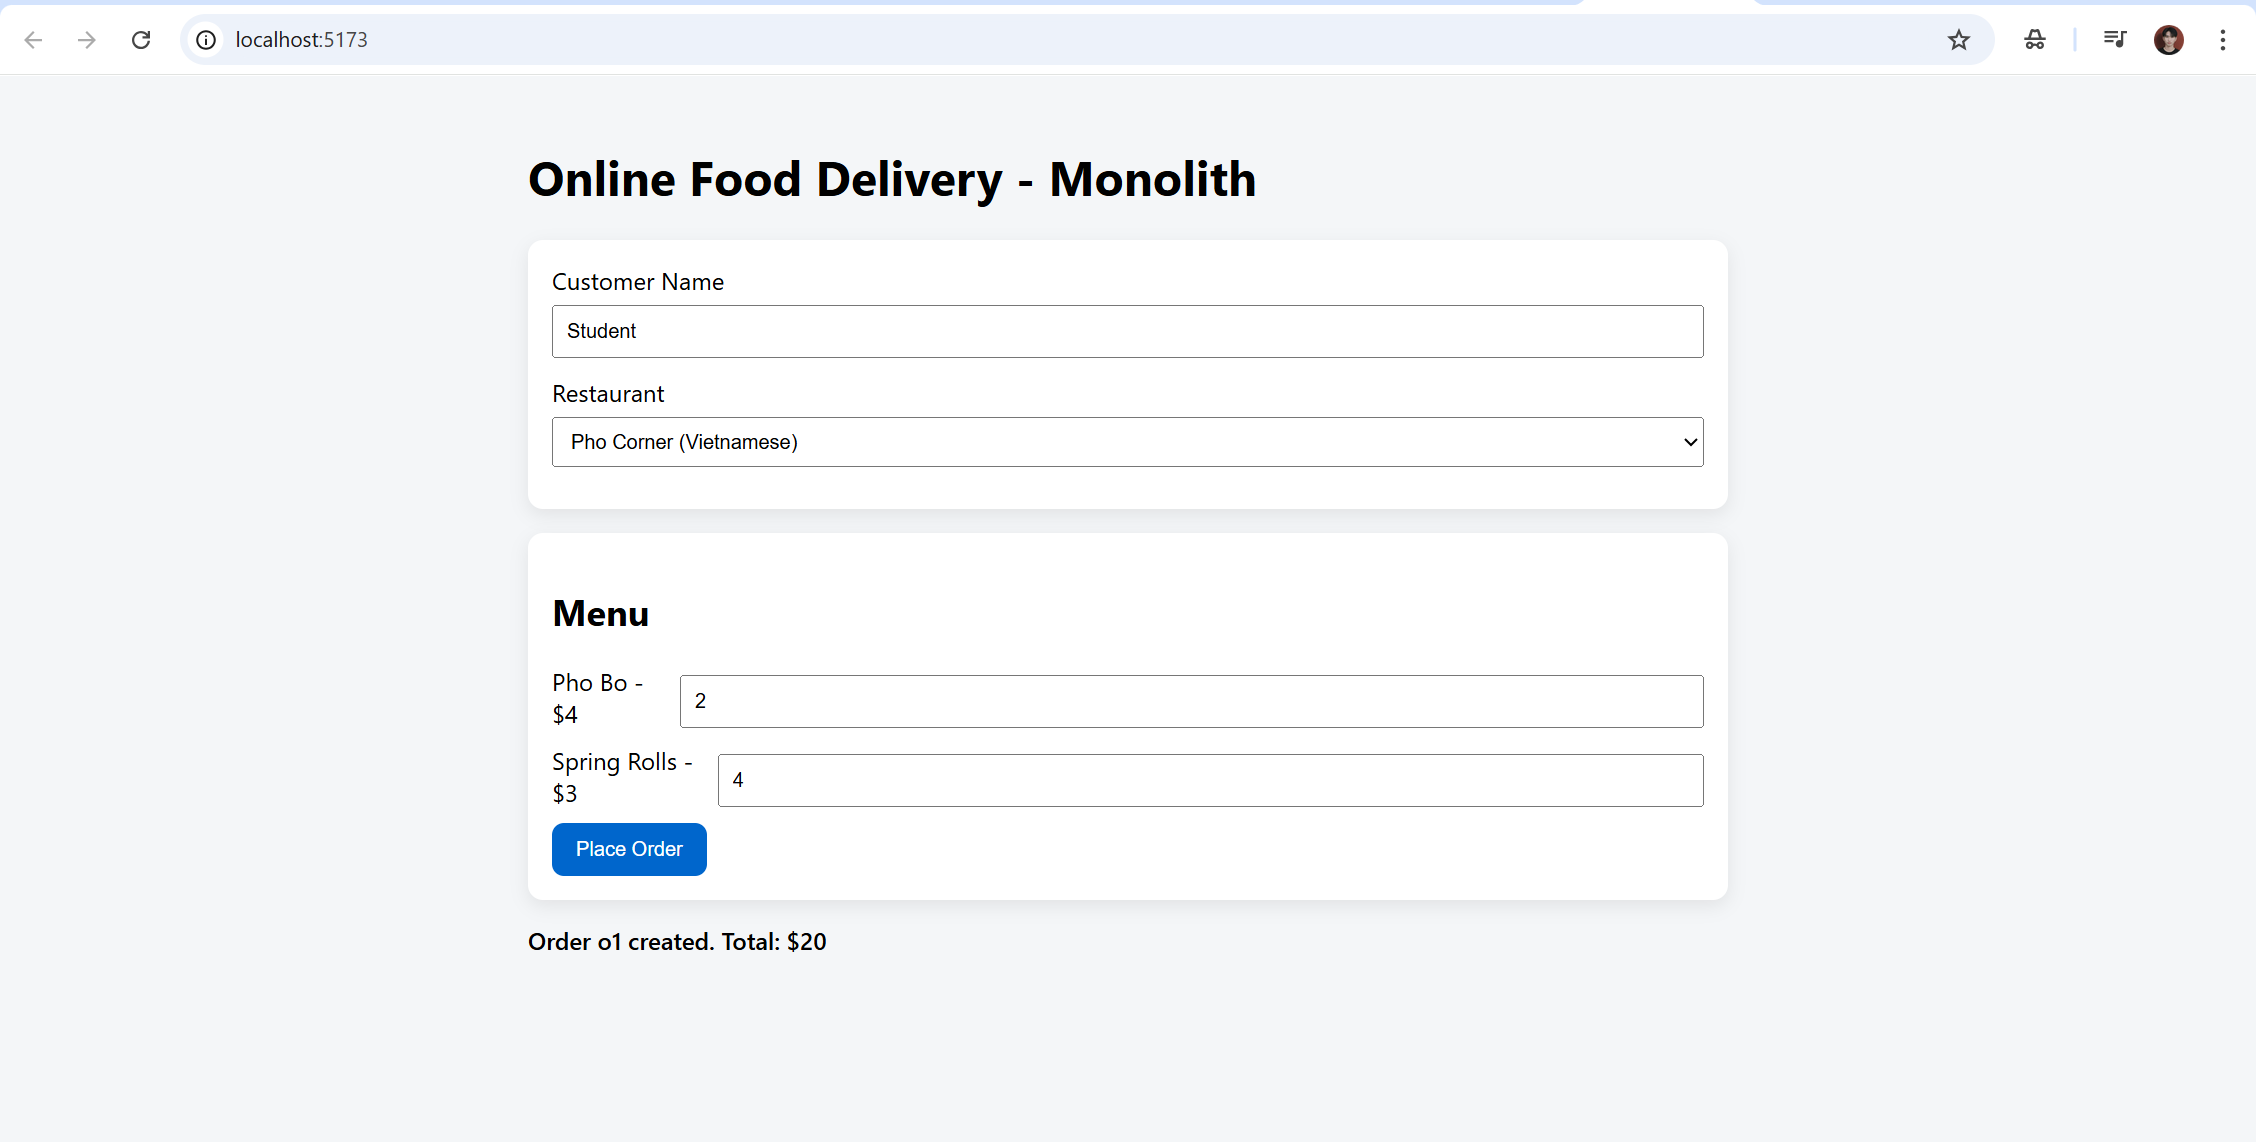 localhost:5173
Online Food Delivery - Monolith
Customer Name
Student
Restaurant
Pho Corner (Vietnamese)
Menu
Pho Bo -
$4
2
Spring Rolls -
$3
4
Place Order
Order o1 created. Total: $20